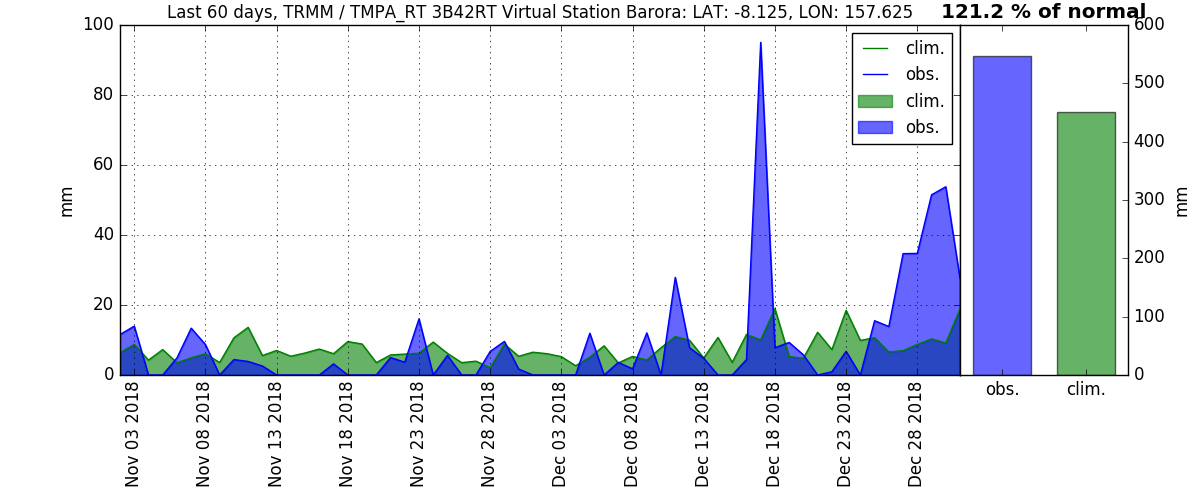 Last 60 days, TRMM / TMPA_RT 3B42RT Virtual Station Barora: LAT: -8.125, LON: 157.625
121.2 % of normal
100
80
60
40
20
0
mm
clim.
obs.
clim.
obs.
600
500
400
300
200
100
0
mm
obs.
clim.
Nov 03 2018
Nov 08 2018
Nov 13 2018
Nov 18 2018
Nov 23 2018
Nov 28 2018
Dec 03 2018
Dec 08 2018
Dec 13 2018
Dec 18 2018
Dec 23 2018
Dec 28 2018